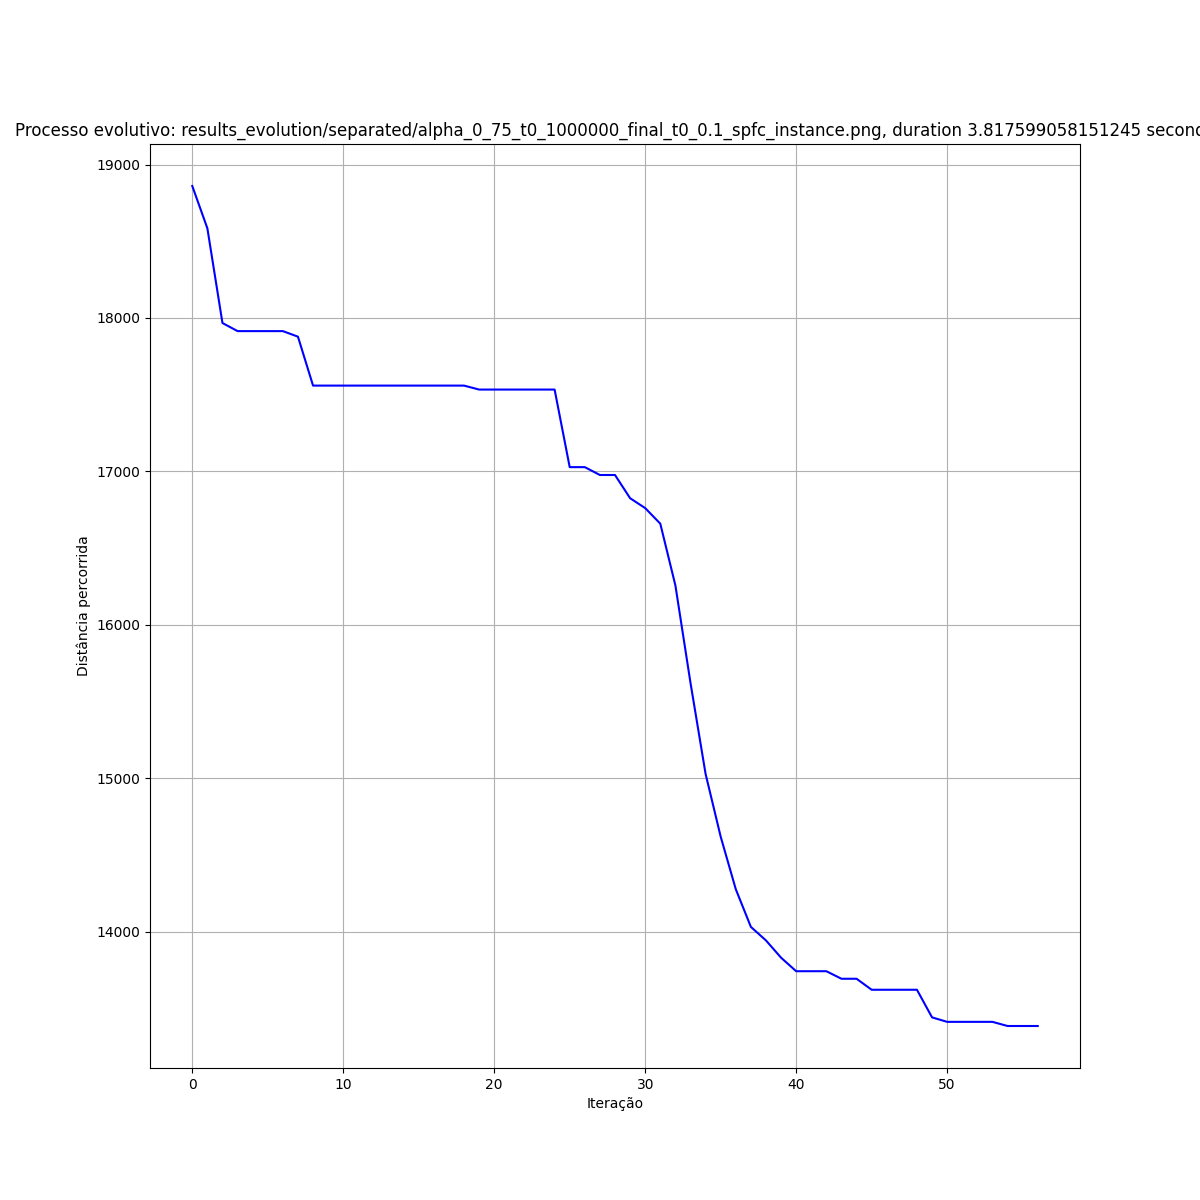 Processo evolutivo: results_evolution/separated/alpha_0_75_t0_1000000_final_t0_0.1_spfc_instance.png, duration 3.817599058151245 secon
19000
18000
17000
16000
15000
14000
Distância percorrida
0 10 20 30 40 50
Iteração